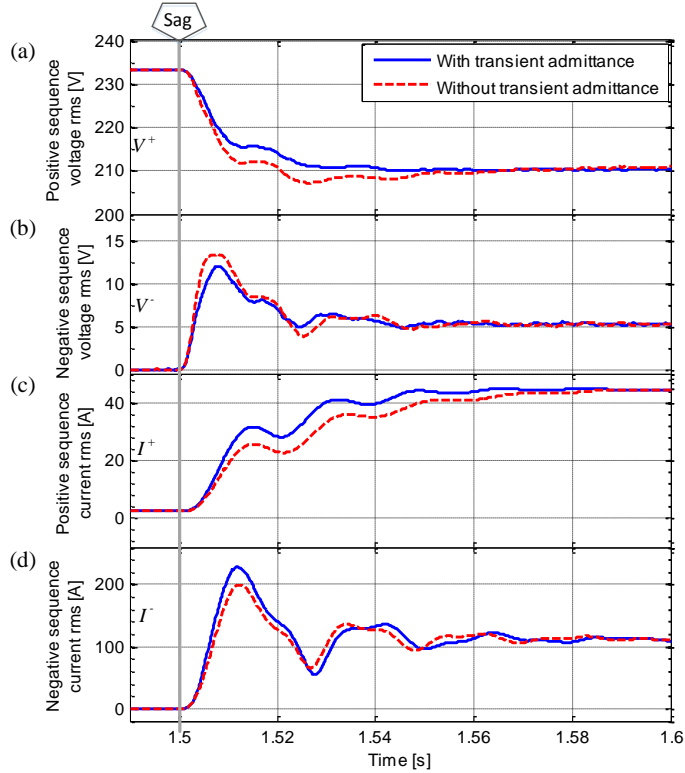 Sag
(a)
Positive sequence
voltage rms [V]
240
230
220
210
200
V+
With transient admittance
Without transient admittance
(b)
Negative sequence
voltage rms [V]
15
10
5
0
V-
(c)
Positive sequence
current rms [A]
40
20
0
I+
(d)
Negative sequence
current rms [A]
200
100
0
I-
1.5
1.52
1.54
1.56
1.58
1.6
Time [s]